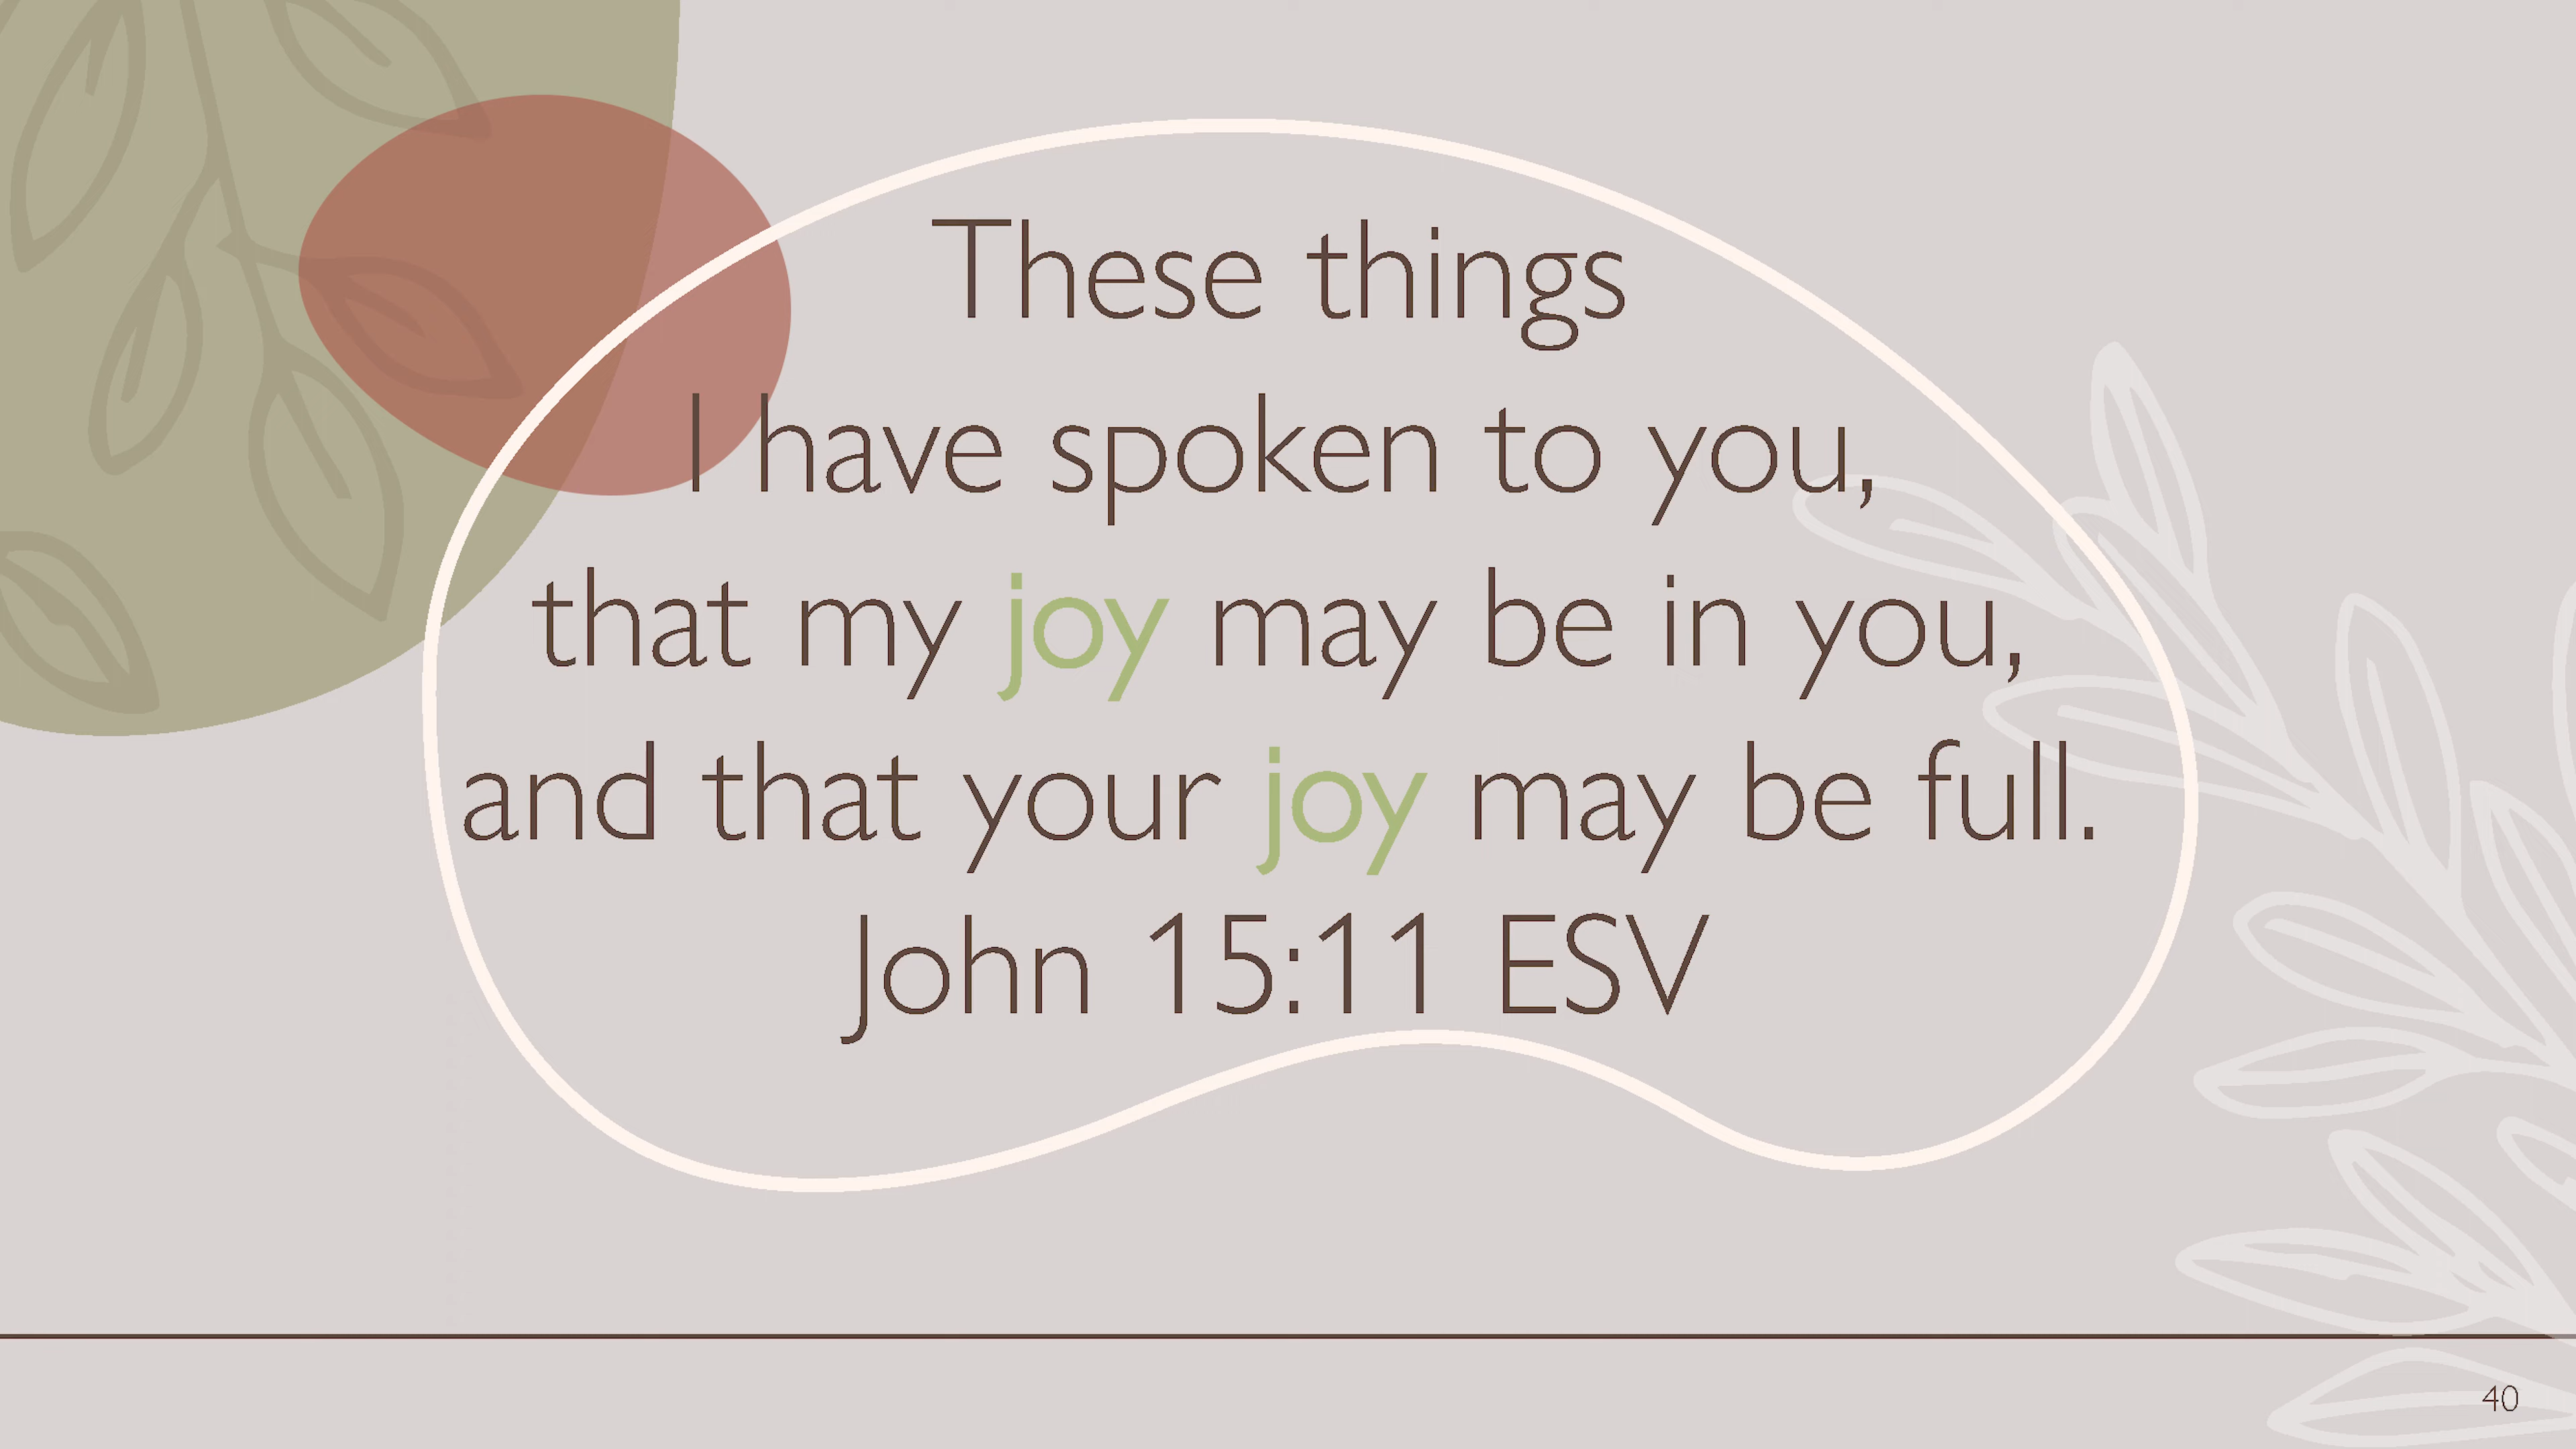 These things
I have spoken to you,
that my joy may be in you,
and that your joy may be full.
John 15:11 ESV
40